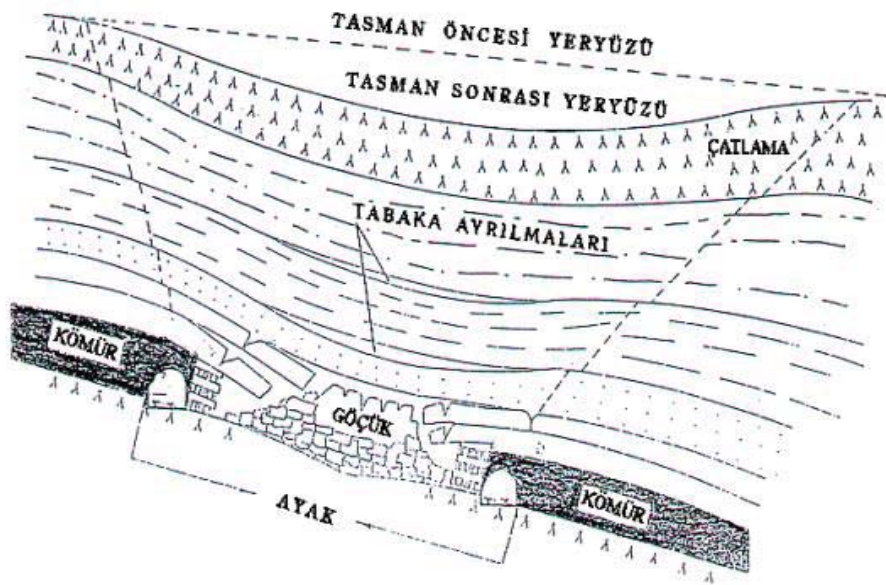 TASMAN ÖNCESİ YERYÜZÜ
TASMAN SONRASI YERYÜZÜ
ÇATLAMA
TABAKA AYRILMALARI
KÖMÜR
GÖÇÜK
KÖMÜR
AYAK